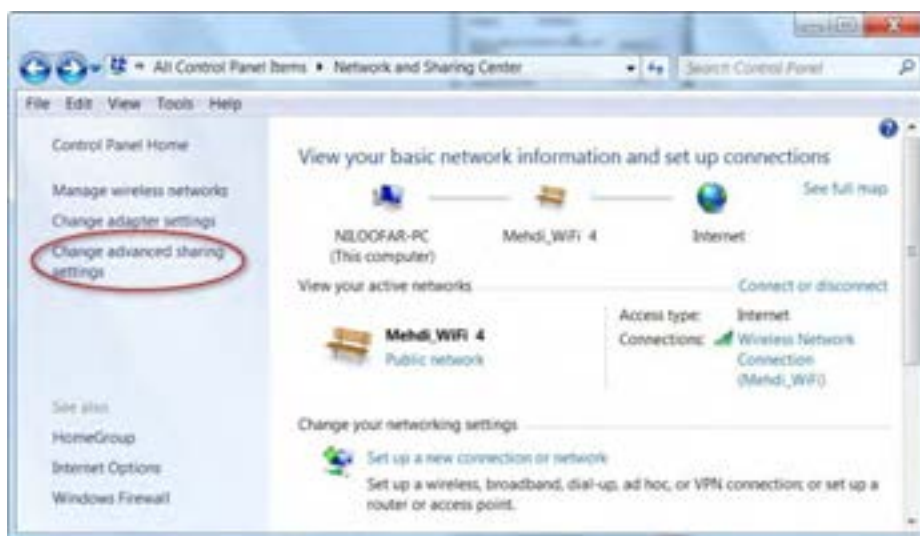 All Control Panel Items ▸ Network and Sharing Center
Search Control Panel
File Edit View Tools Help
Control Panel Home
Manage wireless networks
Change adapter settings
Change advanced sharing
settings
See also
HomeGroup
Internet Options
Windows Firewall
View your basic network information and set up connections
See full map
NILOOFAR-PC
(This computer)
Mehdi_WiFi 4
Internet
View your active networks
Connect or disconnect
Mehdi_WiFi 4
Public network
Access type: Internet
Connections: Wireless Network
Connection
(Mehdi_WiFi)
Change your networking settings
Set up a new connection or network
Set up a wireless, broadband, dial-up, ad hoc, or VPN connection; or set up a
router or access point.